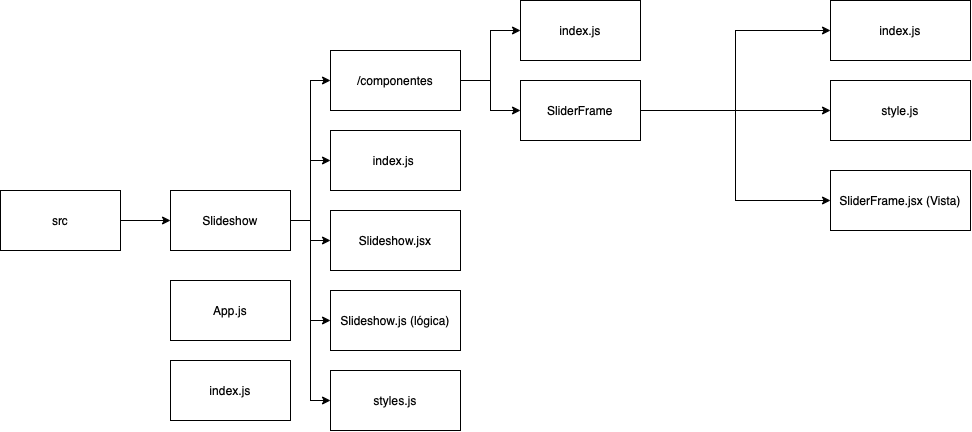 index.js
index.js
/componentes
SliderFrame
style.js
index.js
src
Slideshow
SliderFrame.jsx (Vista)
Slideshow.jsx
App.js
Slideshow.js (lógica)
index.js
styles.js